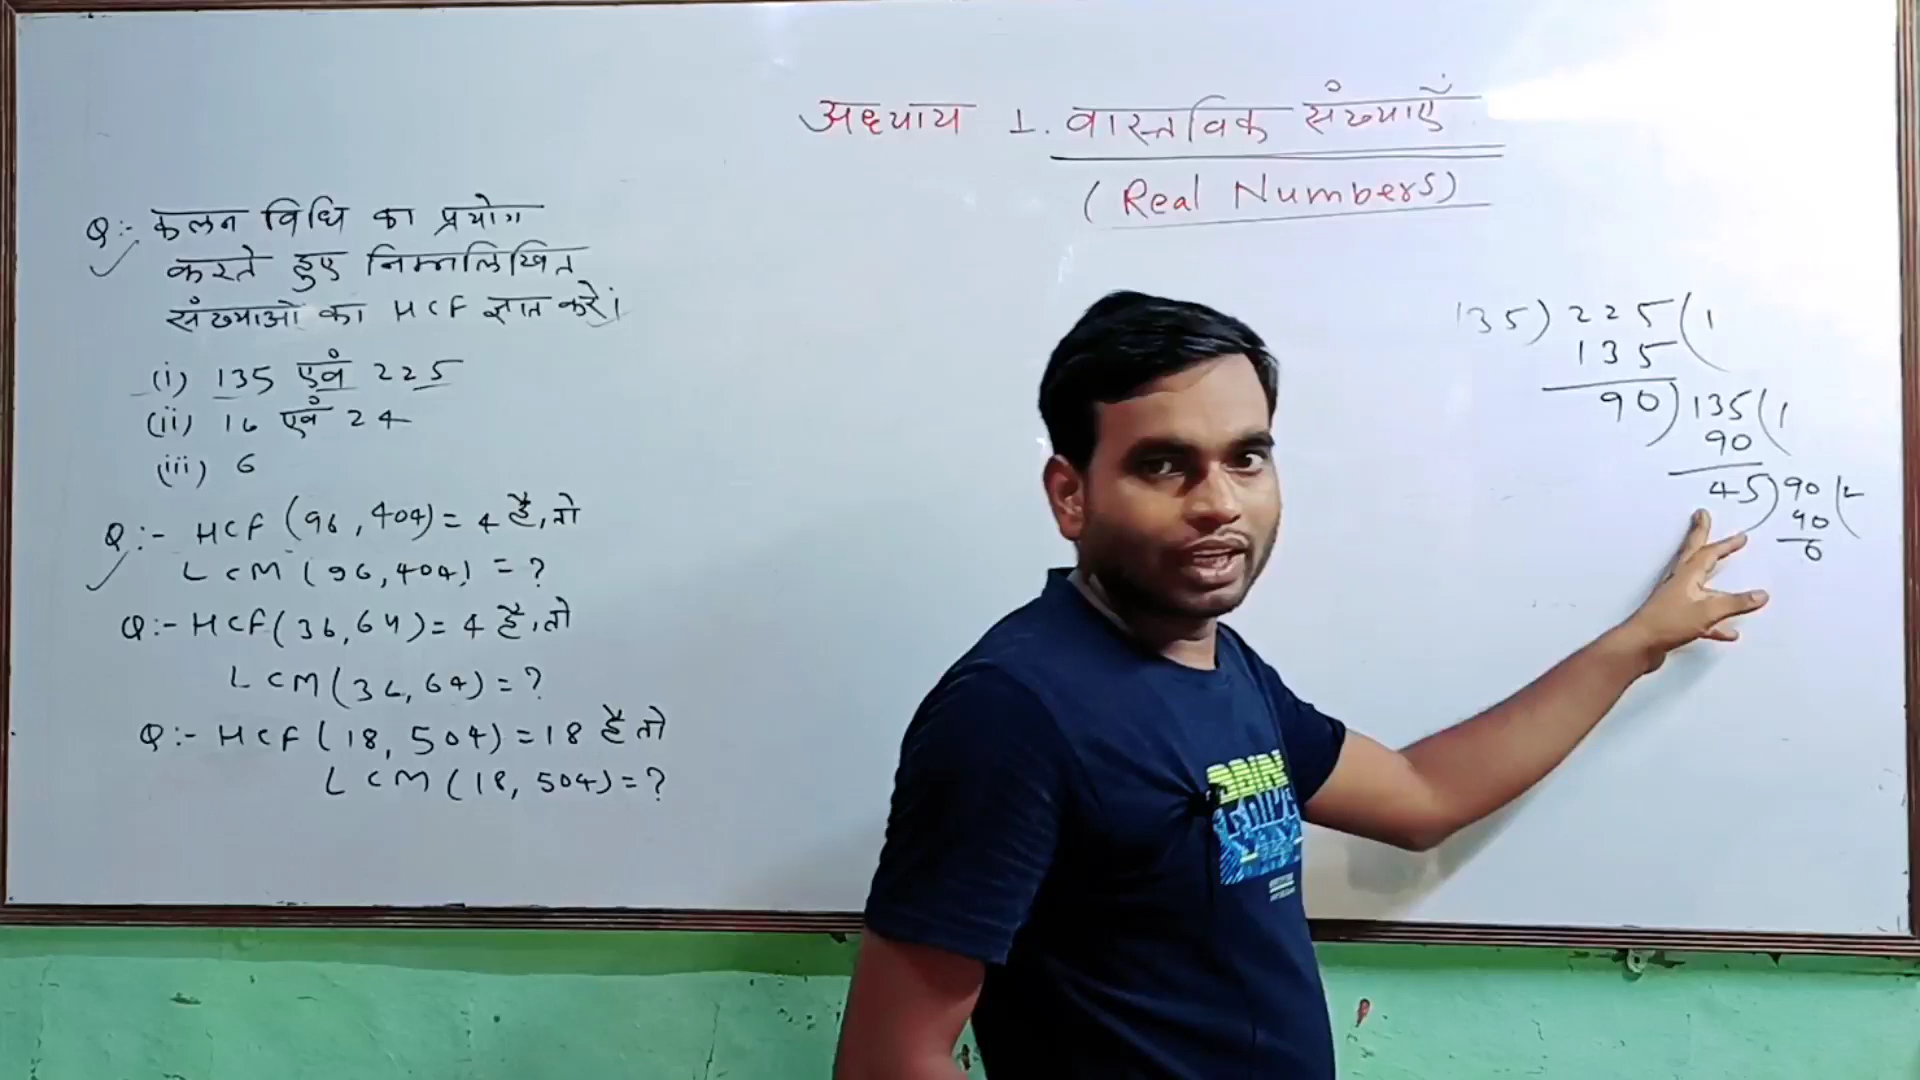 अध्याय 1. वास्तविक संख्याएँ
(Real Numbers)
Q:- कलन विधि का प्रयोग
करते हुए निम्नलिखित
संख्याओं का HCF ज्ञात करें।
(i) 135 एवं 225
(ii) 16 एवं 24
(iii) 6
Q:- HCF (96, 404) = 4 है, तो
LCM (96, 404) = ?
Q:- HCF (36, 64) = 4 है, तो
LCM (36, 64) = ?
Q:- HCF (18, 504) = 18 है तो
LCM (18, 504) = ?
135) 225 (1
135
90) 135 (1
90
45) 90 (2
90
0